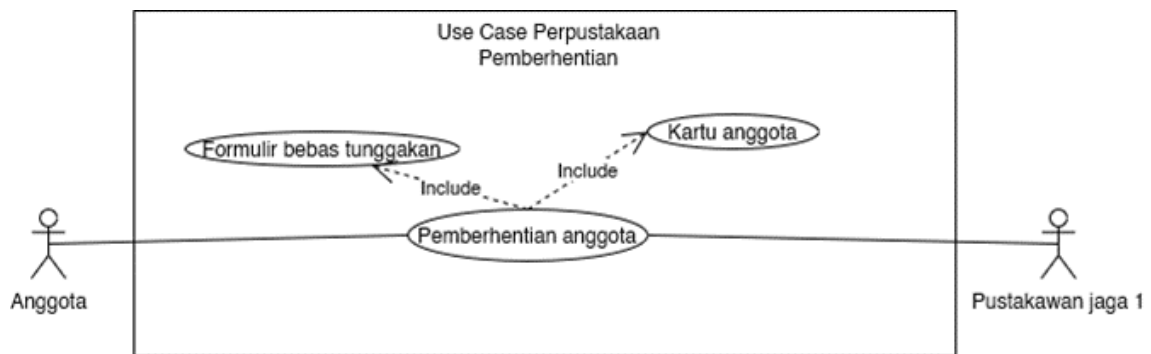 Use Case Perpustakaan
Pemberhentian
Kartu anggota
Formulir bebas tunggakan
Include
Include
Pemberhentian anggota
Anggota
Pustakawan jaga 1